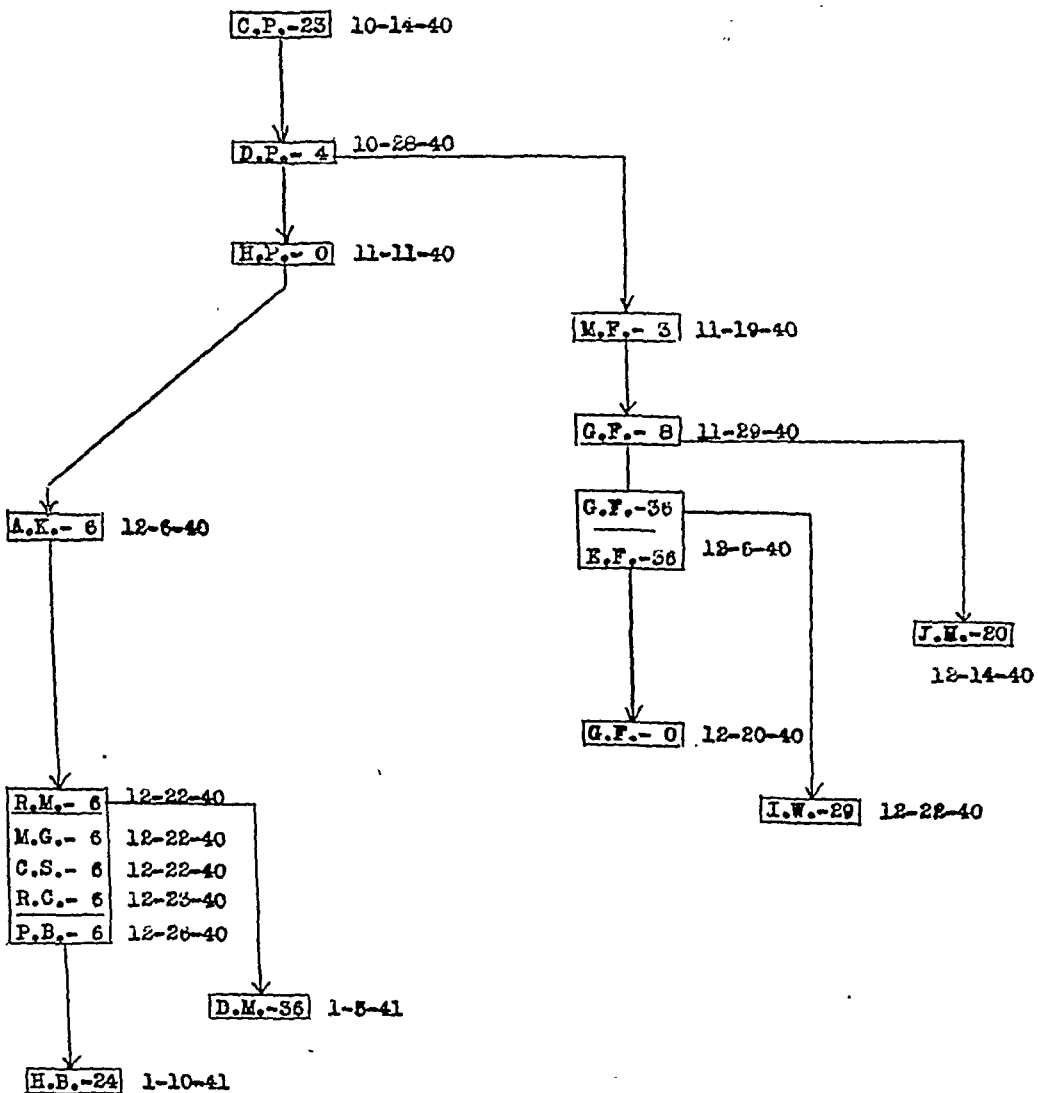 C.P.-23 10-14-40
D.P.- 4 10-28-40
H.P.- 0 11-11-40
M.F.- 3 11-19-40
G.F.- 8 11-29-40
G.F.-36
E.F.-36 12-6-40
A.K.- 6 12-6-40
J.M.-20
12-14-40
G.F.- 0 12-20-40
I.W.-29 12-22-40
R.M.- 6 12-22-40
M.G.- 6 12-22-40
C.S.- 6 12-22-40
R.C.- 6 12-23-40
P.B.- 6 12-26-40
D.M.-36 1-5-41
H.B.-24 1-10-41